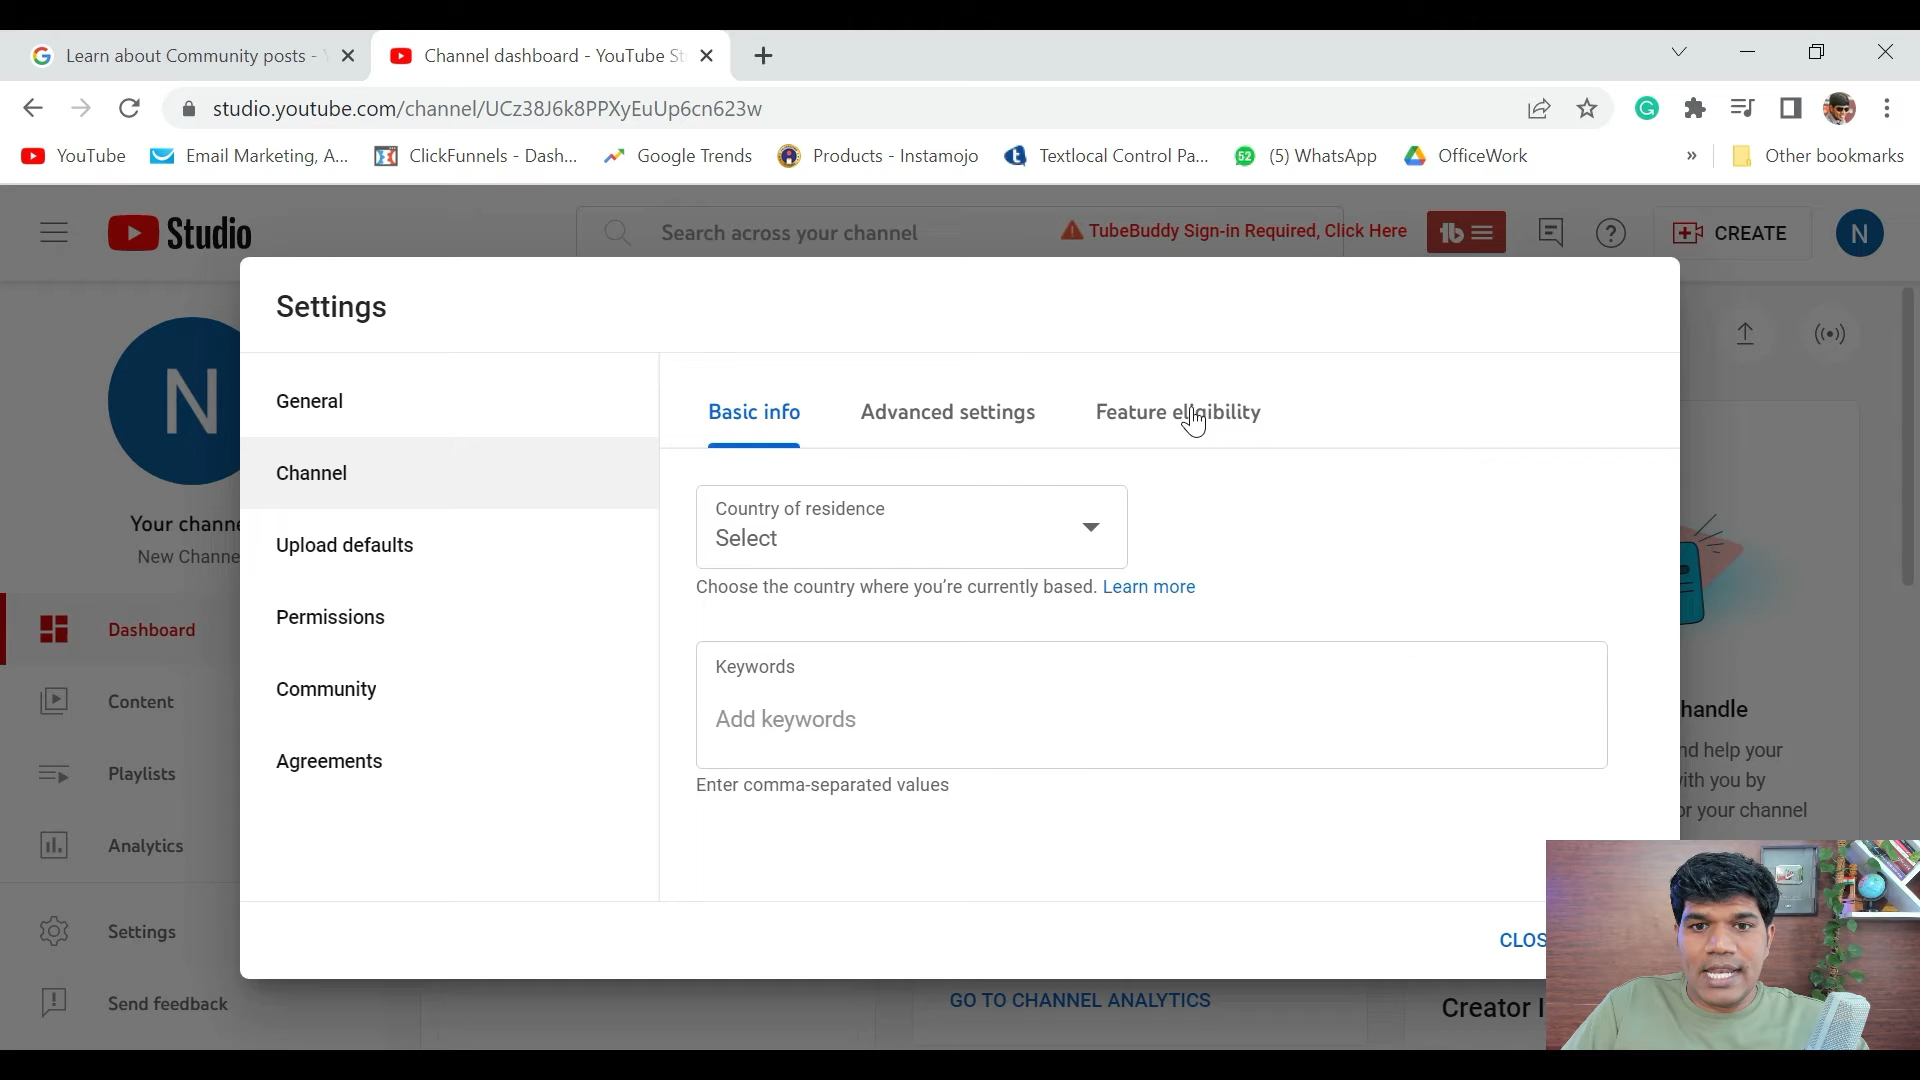 Learn about Community posts -
Channel dashboard - YouTube St
studio.youtube.com/channel/UCz38J6k8PPXyEuUp6cn623w
YouTube
Email Marketing, A...
ClickFunnels - Dash...
Google Trends
Products - Instamojo
Textlocal Control Pa...
52
(5) WhatsApp
OfficeWork
»
Other bookmarks
Studio
Search across your channel
TubeBuddy Sign-in Required, Click Here
tb
CREATE
N
Settings
N
Your channe
New Channe
Dashboard
Content
Playlists
Analytics
Settings
Send feedback
General
Channel
Upload defaults
Permissions
Community
Agreements
Basic info
Advanced settings
Feature eligibility
Country of residence
Select
Choose the country where you're currently based. Learn more
Keywords
Add keywords
Enter comma-separated values
CLOS
handle
nd help your
ith you by
or your channel
GO TO CHANNEL ANALYTICS
Creator I